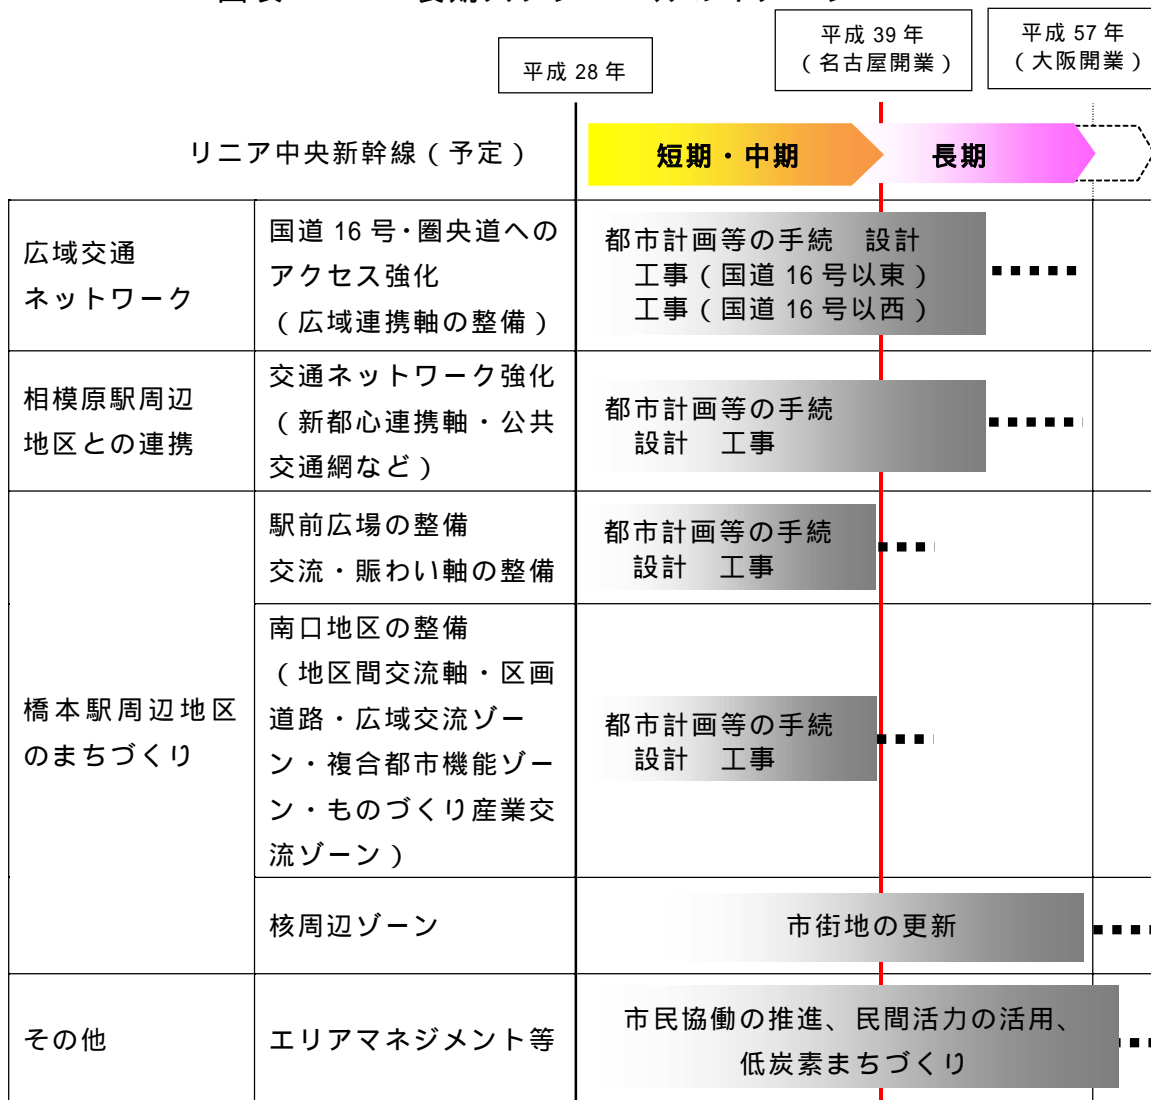 平成 28 年
平成 39 年
（名古屋開業）
平成 57 年
（大阪開業）
リニア中央新幹線（予定）
短期・中期
長期
広域交通
ネットワーク
国道 16 号・圏央道への
アクセス強化
（広域連携軸の整備）
都市計画等の手続　設計
工事（国道 16 号以東）
工事（国道 16 号以西）
相模原駅周辺
地区との連携
交通ネットワーク強化
（新都心連携軸・公共
交通網など）
都市計画等の手続
設計　工事
橋本駅周辺地区
のまちづくり
駅前広場の整備
交流・賑わい軸の整備
都市計画等の手続
設計　工事
南口地区の整備
（地区間交流軸・区画
道路・広域交流ゾー
ン・複合都市機能ゾー
ン・ものづくり産業交
流ゾーン）
都市計画等の手続
設計　工事
核周辺ゾーン
市街地の更新
その他
エリアマネジメント等
市民協働の推進、民間活力の活用、
低炭素まちづくり